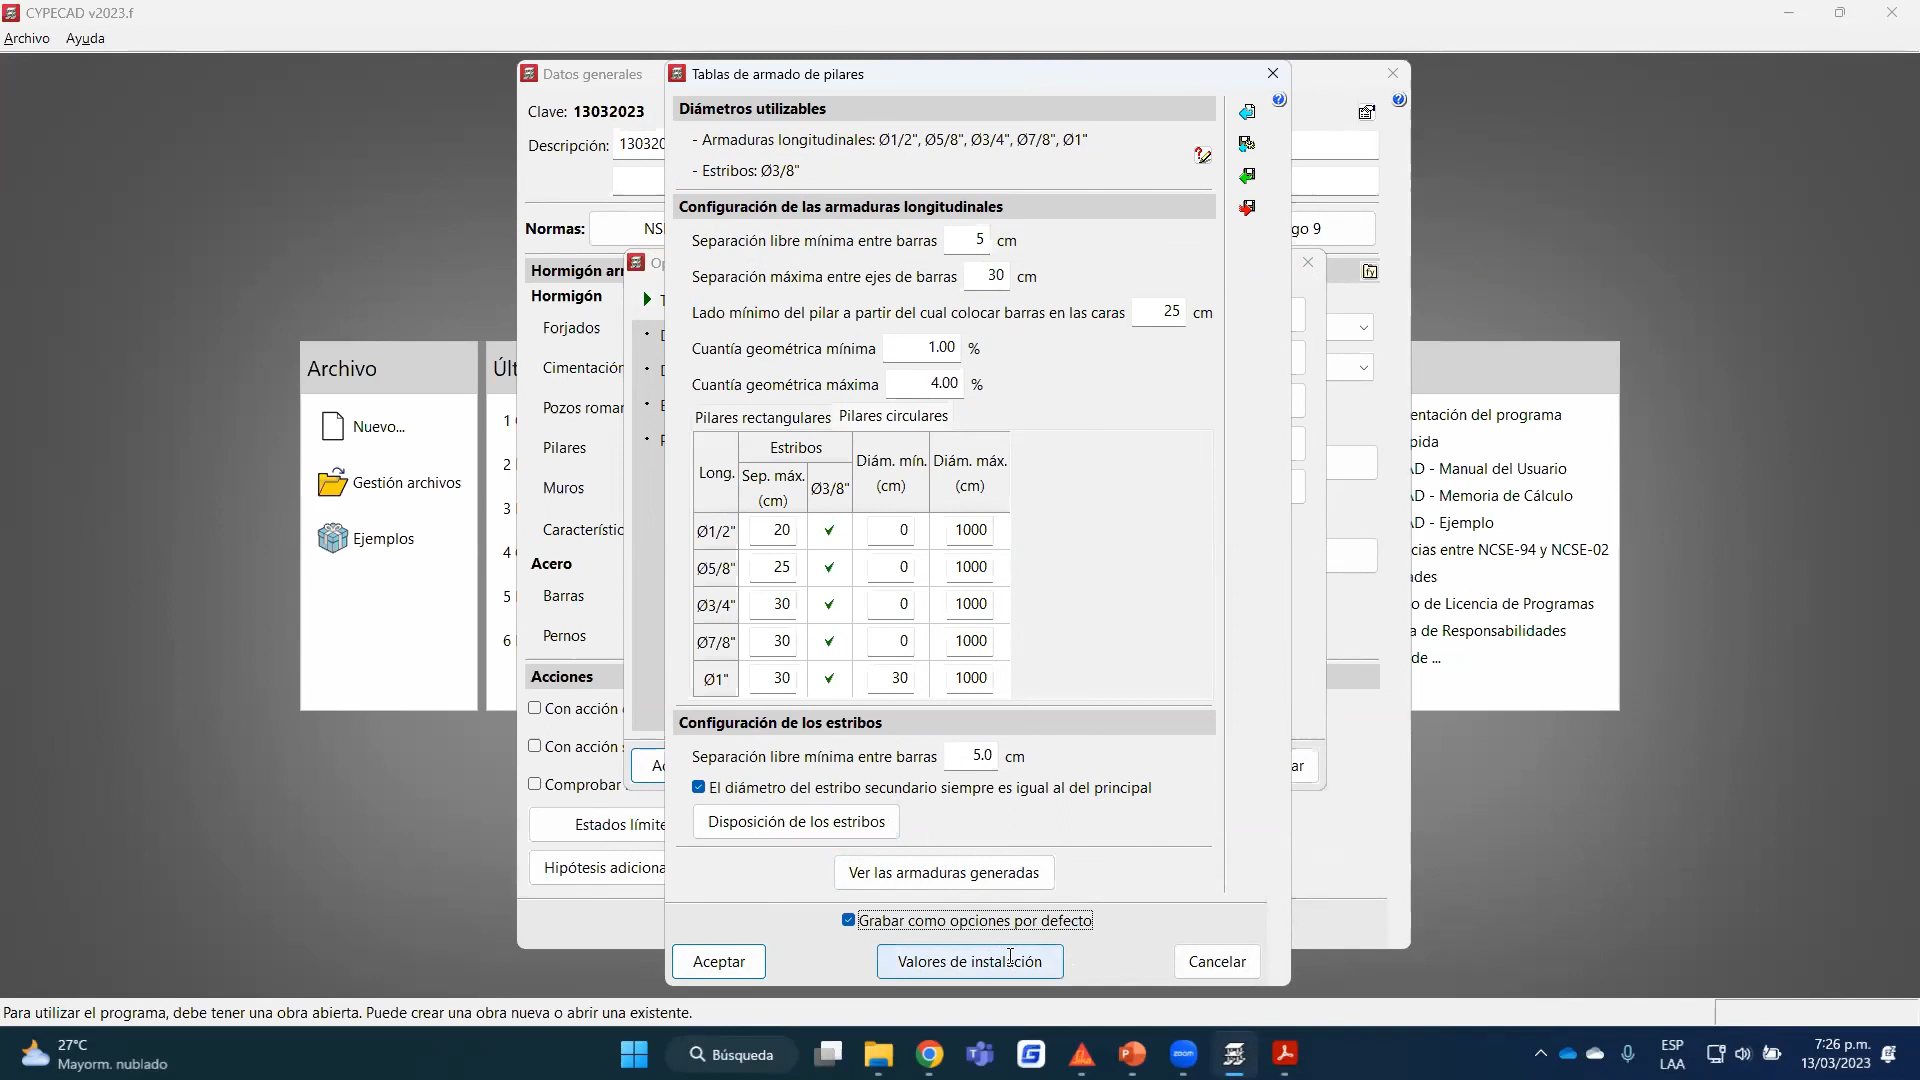 CYPECAD v2023.f
Archivo Ayuda
Datos generales
Clave: 13032023
Descripción: 13032
Normas: NS
go 9
Hormigón ar
Hormigón
Forjados
Cimentación
Pozos romar
Pilares
Muros
Característic
Acero
Barras
Pernos
Acciones
Con acción
Con acción s
Comprobar
Estados límite
Hipótesis adiciona
Tablas de armado de pilares
Diámetros utilizables
- Armaduras longitudinales: Ø1/2", Ø5/8", Ø3/4", Ø7/8", Ø1"
- Estribos: Ø3/8"
Configuración de las armaduras longitudinales
Separación libre mínima entre barras 5 cm
Separación máxima entre ejes de barras 30 cm
Lado mínimo del pilar a partir del cual colocar barras en las caras 25 cm
Cuantía geométrica mínima 1.00 %
Cuantía geométrica máxima 4.00 %
Pilares rectangulares Pilares circulares
Long. Estribos Diám. mín. (cm) Diám. máx. (cm)
Sep. máx. (cm) Ø3/8"
Ø1/2" 20 0 1000
Ø5/8" 25 0 1000
Ø3/4" 30 0 1000
Ø7/8" 30 0 1000
Ø1" 30 30 1000
Configuración de los estribos
Separación libre mínima entre barras 5.0 cm
El diámetro del estribo secundario siempre es igual al del principal
Disposición de los estribos
Ver las armaduras generadas
Grabar como opciones por defecto
Aceptar Valores de instalación Cancelar
Archivo
Nuevo...
Gestión archivos
Ejemplos
Últ
1
2
3
4
5
6
entación del programa
pida
AD - Manual del Usuario
AD - Memoria de Cálculo
AD - Ejemplo
cias entre NCSE-94 y NCSE-02
ades
o de Licencia de Programas
a de Responsabilidades
de ...
Para utilizar el programa, debe tener una obra abierta. Puede crear una obra nueva o abrir una existente.
27°C
Mayorm. nublado
Búsqueda
zoom
ESP
LAA
7:26 p.m.
13/03/2023